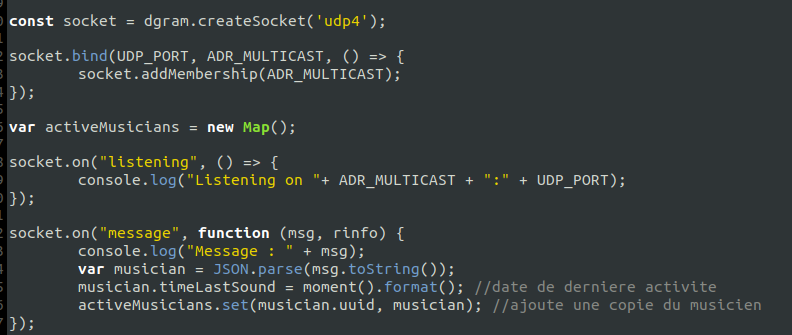 const socket = dgram.createSocket('udp4');
socket.bind(UDP_PORT, ADR_MULTICAST, () => {
socket.addMembership(ADR_MULTICAST);
});
var activeMusicians = new Map();
socket.on("listening", () => {
console.log("Listening on "+ ADR_MULTICAST + ":" + UDP_PORT);
});
socket.on("message", function (msg, rinfo) {
console.log("Message : " + msg);
var musician = JSON.parse(msg.toString());
musician.timeLastSound = moment().format(); //date de derniere activite
activeMusicians.set(musician.uuid, musician); //ajoute une copie du musicien
});